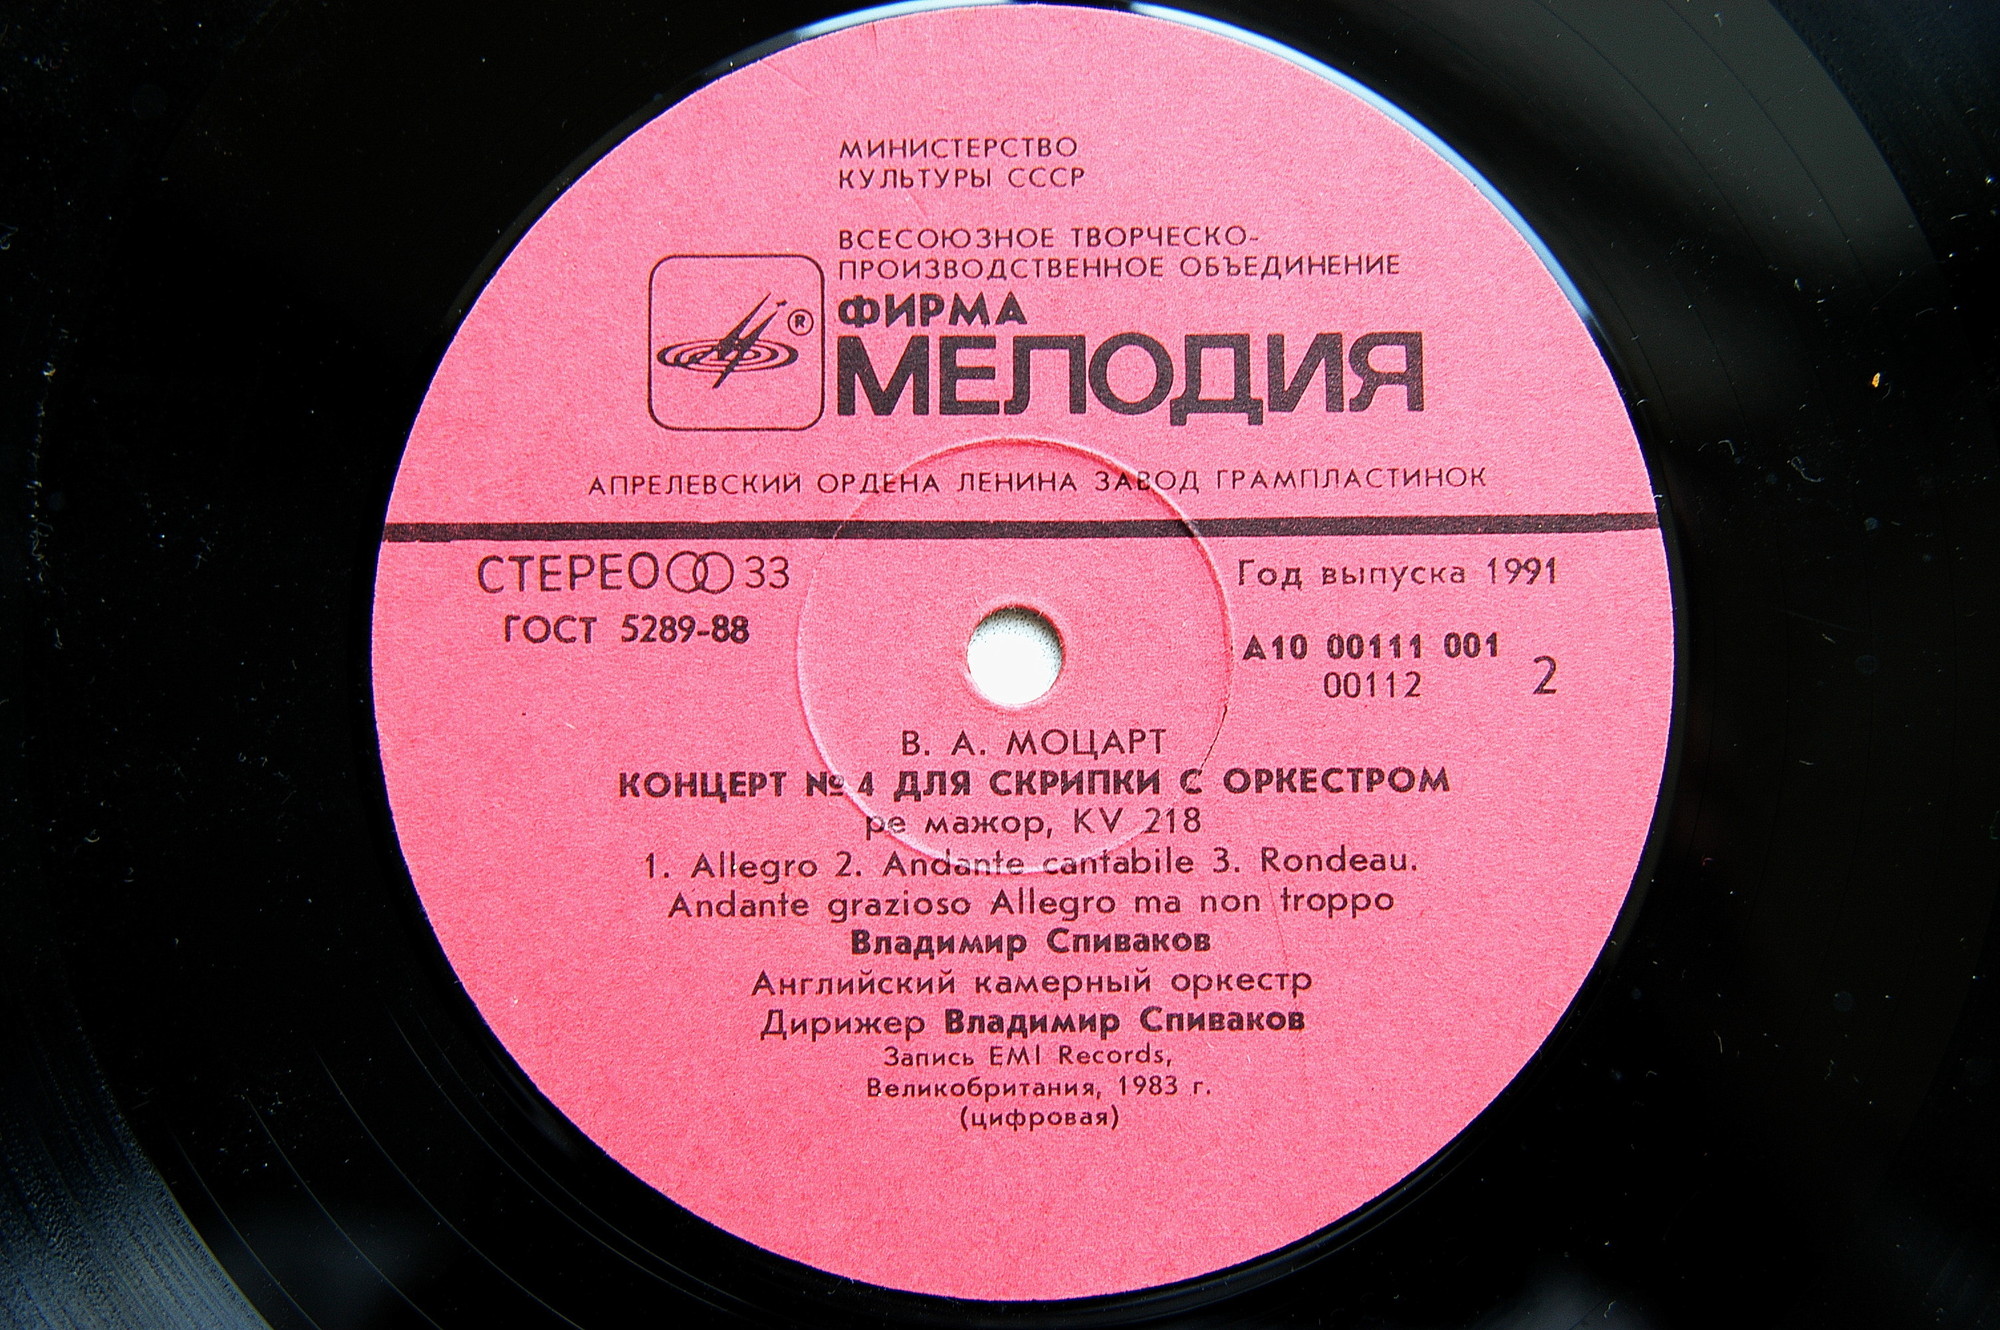 МИНИСТЕРСТВО
КУЛЬТУРЫ СССР
ВСЕСОЮЗНОЕ ТВОРЧЕСКО-
ПРОИЗВОДСТВЕННОЕ ОБЪЕДИНЕНИЕ
®
ФИРМА
МЕЛОДИЯ
АПРЕЛЕВСКИЙ ОРДЕНА ЛЕНИНА ЗАВОД ГРАМПЛАСТИНОК
СТЕРЕО 33
ГОСТ 5289-88
Год выпуска 1991
А10 00111 001
00112
2
В. А. МОЦАРТ
КОНЦЕРТ № 4 ДЛЯ СКРИПКИ С ОРКЕСТРОМ
ре мажор, KV 218
1. Allegro 2. Andante cantabile 3. Rondeau.
Andante grazioso Allegro ma non troppo
Владимир Спиваков
Английский камерный оркестр
Дирижер Владимир Спиваков
Запись EMI Records,
Великобритания, 1983 г.
(цифровая)